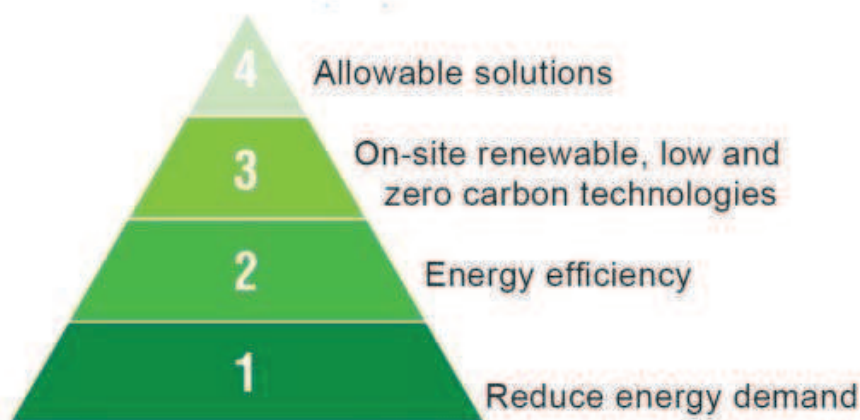 4
Allowable solutions
3
On-site renewable, low and
zero carbon technologies
2
Energy efficiency
1
Reduce energy demand